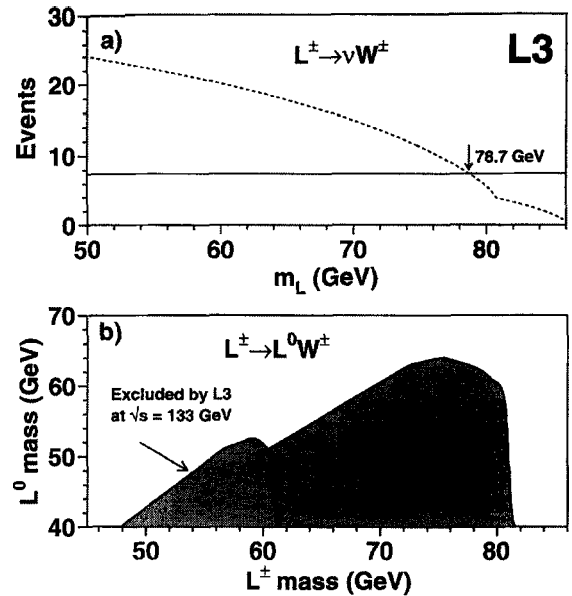 30
a)
L±→νW±
L3
20
Events
78.7 GeV
10
0
50 60 70 80
m_L (GeV)
70
b)
L±→L⁰W±
60
Excluded by L3
at √s = 133 GeV
L⁰ mass (GeV)
50
40
50 60 70 80
L± mass (GeV)